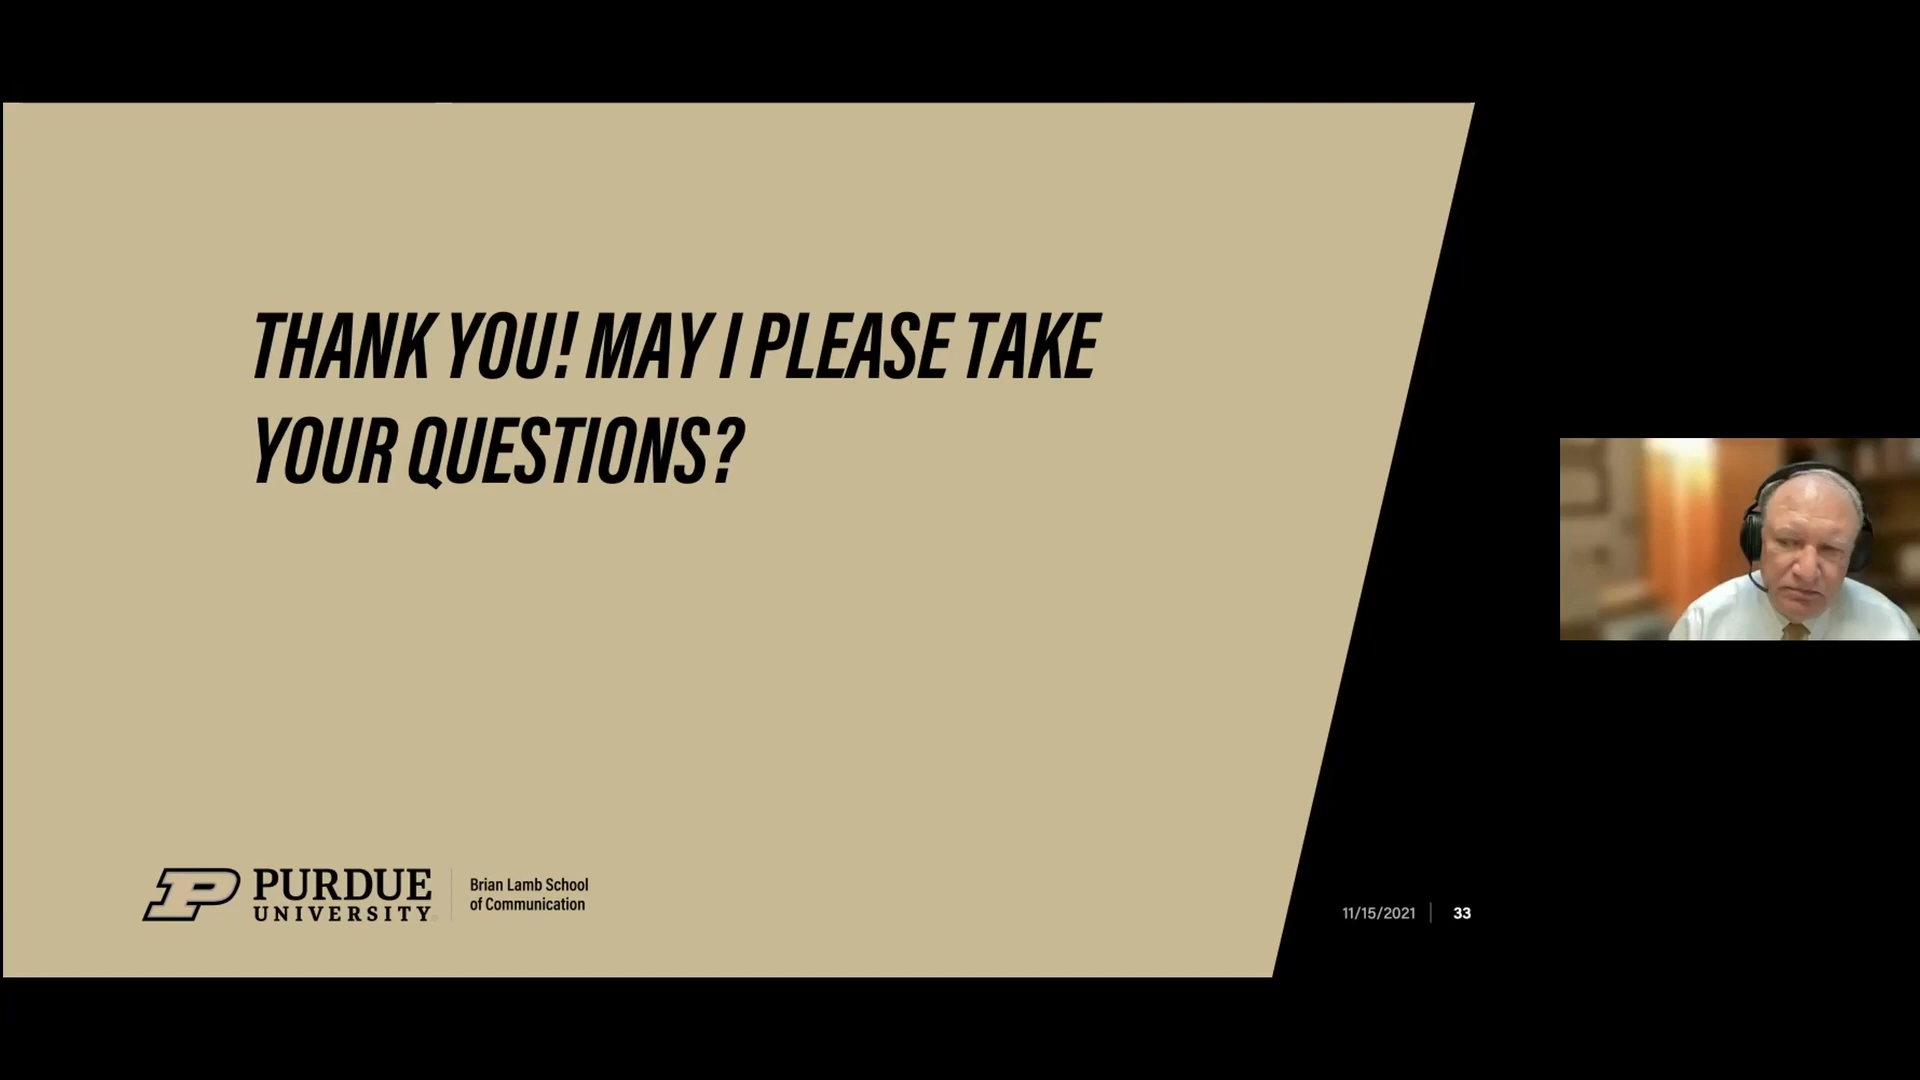 THANK YOU! MAY I PLEASE TAKE
YOUR QUESTIONS?
P PURDUE
UNIVERSITY
Brian Lamb School
of Communication
11/15/2021 | 33